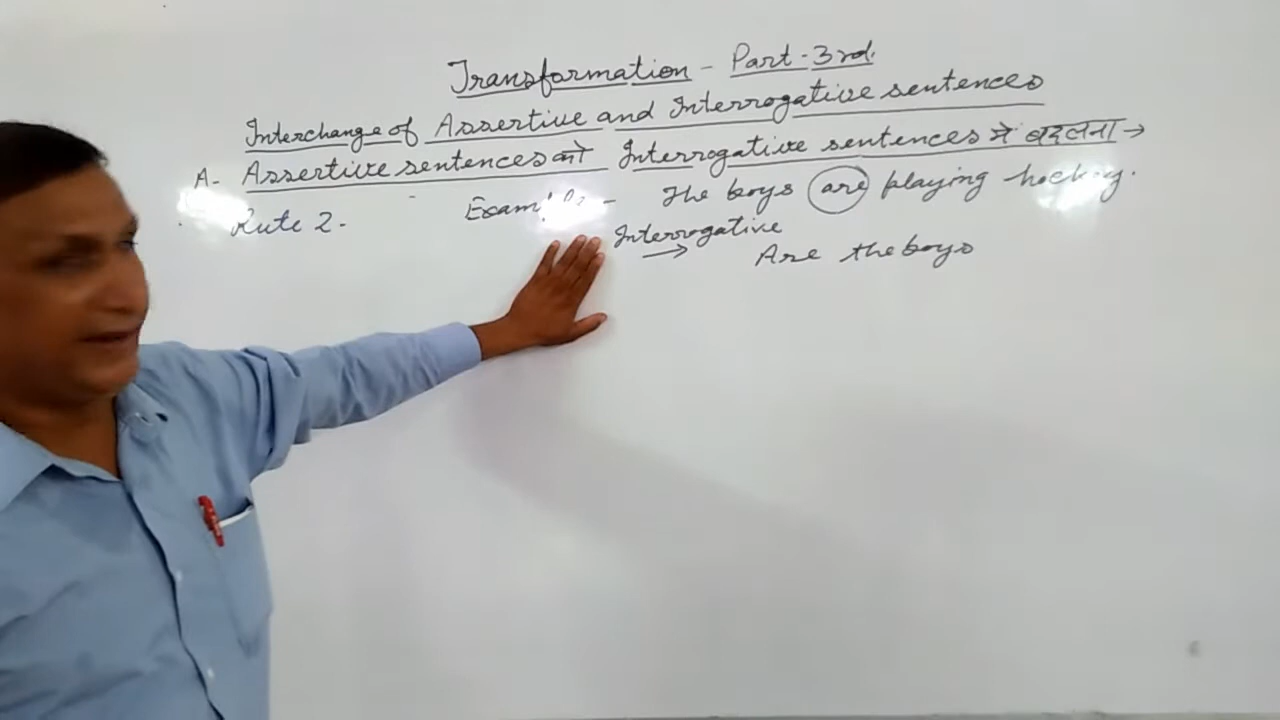 Transformation - Part-3rd.
Interchange of Assertive and Interrogative sentences
A- Assertive sentences को Interrogative sentences में बदलना →
Rule 2. - The boys are playing hockey.
Interrogative
→ Are the boys